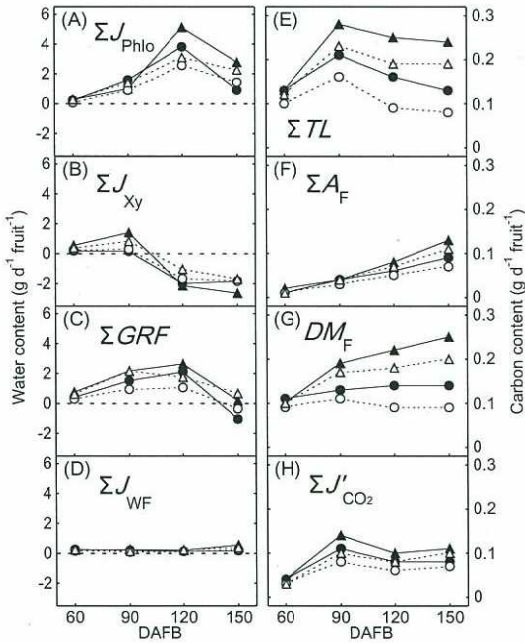 (A) ΣJPhlo
6
4
2
0
-2
(E) ΣTL
0.3
0.2
0.1
0
(B) ΣJXy
4
2
0
-2
(F) ΣAF
0.3
0.2
0.1
0
(C) ΣGRF
4
2
0
-2
(G) DMF
0.3
0.2
0.1
0
(D) ΣJWF
4
2
0
-2
(H) ΣJ′CO₂
0.3
0.2
0.1
0
Water content (g d⁻¹ fruit⁻¹)
Carbon content (g d⁻¹ fruit⁻¹)
60 90 120 150
60 90 120 150
DAFB
DAFB